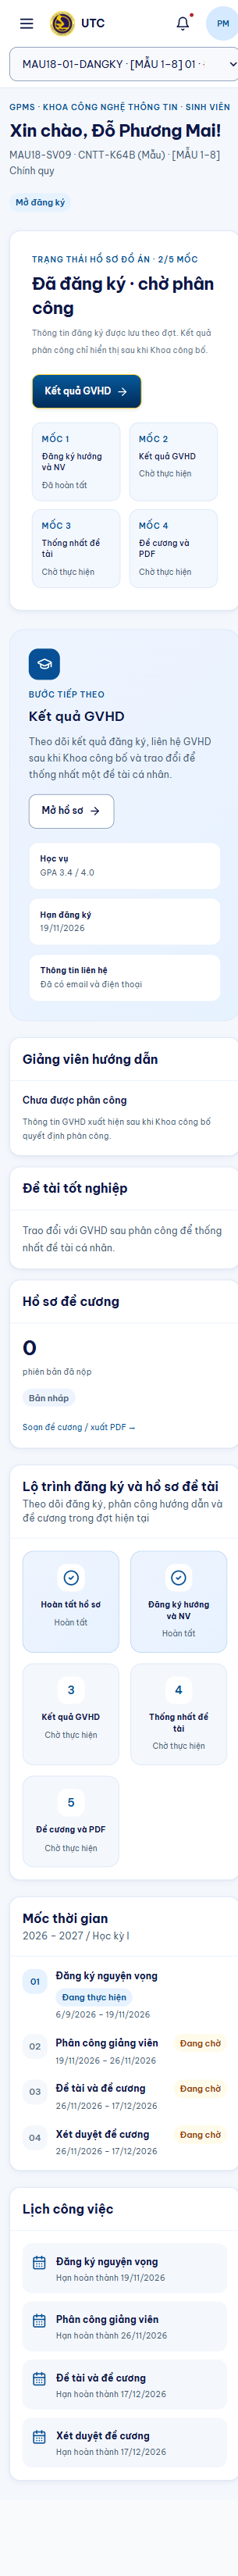 UTC
PM
MAU18-01-DANGKY · [MẪU 1–8] 01 ·
GPMS · KHOA CÔNG NGHỆ THÔNG TIN · SINH VIÊN
Xin chào, Đỗ Phương Mai!
MAU18-SV09 · CNTT-K64B (Mẫu) · [MẪU 1–8]
Chính quy
Mở đăng ký
TRẠNG THÁI HỒ SƠ ĐỒ ÁN · 2/5 MỐC
Đã đăng ký · chờ phân
công
Thông tin đăng ký được lưu theo đợt. Kết quả
phân công chỉ hiển thị sau khi Khoa công bố.
Kết quả GVHD →
MỐC 1
Đăng ký hướng
và NV
Đã hoàn tất
MỐC 2
Kết quả GVHD
Chờ thực hiện
MỐC 3
Thống nhất đề
tài
Chờ thực hiện
MỐC 4
Đề cương và
PDF
Chờ thực hiện
BƯỚC TIẾP THEO
Kết quả GVHD
Theo dõi kết quả đăng ký, liên hệ GVHD
sau khi Khoa công bố và trao đổi để
thống nhất một đề tài cá nhân.
Mở hồ sơ →
Học vụ
GPA 3.4 / 4.0
Hạn đăng ký
19/11/2026
Thông tin liên hệ
Đã có email và điện thoại
Giảng viên hướng dẫn
Chưa được phân công
Thông tin GVHD xuất hiện sau khi Khoa công bố
quyết định phân công.
Đề tài tốt nghiệp
Trao đổi với GVHD sau phân công để thống
nhất đề tài cá nhân.
Hồ sơ đề cương
0
phiên bản đã nộp
Bản nháp
Soạn đề cương / xuất PDF →
Lộ trình đăng ký và hồ sơ đề tài
Theo dõi đăng ký, phân công hướng dẫn và
đề cương trong đợt hiện tại
Hoàn tất hồ sơ
Hoàn tất
Đăng ký hướng
và NV
Hoàn tất
3
Kết quả GVHD
Chờ thực hiện
4
Thống nhất đề
tài
Chờ thực hiện
5
Đề cương và PDF
Chờ thực hiện
Mốc thời gian
2026 – 2027 / Học kỳ I
01
Đăng ký nguyện vọng
Đang thực hiện
6/9/2026 – 19/11/2026
02
Phân công giảng viên
Đang chờ
19/11/2026 – 26/11/2026
03
Đề tài và đề cương
Đang chờ
26/11/2026 – 17/12/2026
04
Xét duyệt đề cương
Đang chờ
26/11/2026 – 17/12/2026
Lịch công việc
Đăng ký nguyện vọng
Hạn hoàn thành 19/11/2026
Phân công giảng viên
Hạn hoàn thành 26/11/2026
Đề tài và đề cương
Hạn hoàn thành 17/12/2026
Xét duyệt đề cương
Hạn hoàn thành 17/12/2026